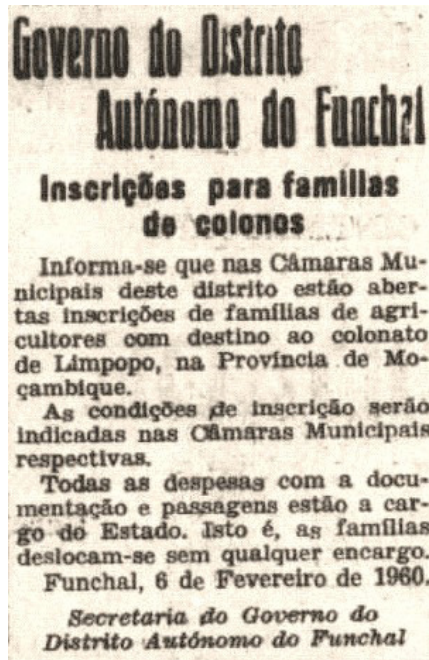 Governo do Distrito
Autónomo do Funchal
Inscrições para famílias
de colonos
Informa-se que nas Câmaras Mu-
nicipais deste distrito estão aber-
tas inscrições de famílias de agri-
cultores com destino ao colonato
de Limpopo, na Província de Mo-
çambique.
As condições de inscrição serão
indicadas nas Câmaras Municipais
respectivas.
Todas as despesas com a docu-
mentação e passagens estão a car-
go do Estado. Isto é, as famílias
deslocam-se sem qualquer encargo.
Funchal, 6 de Fevereiro de 1960.
Secretaria do Governo do
Distrito Autónomo do Funchal